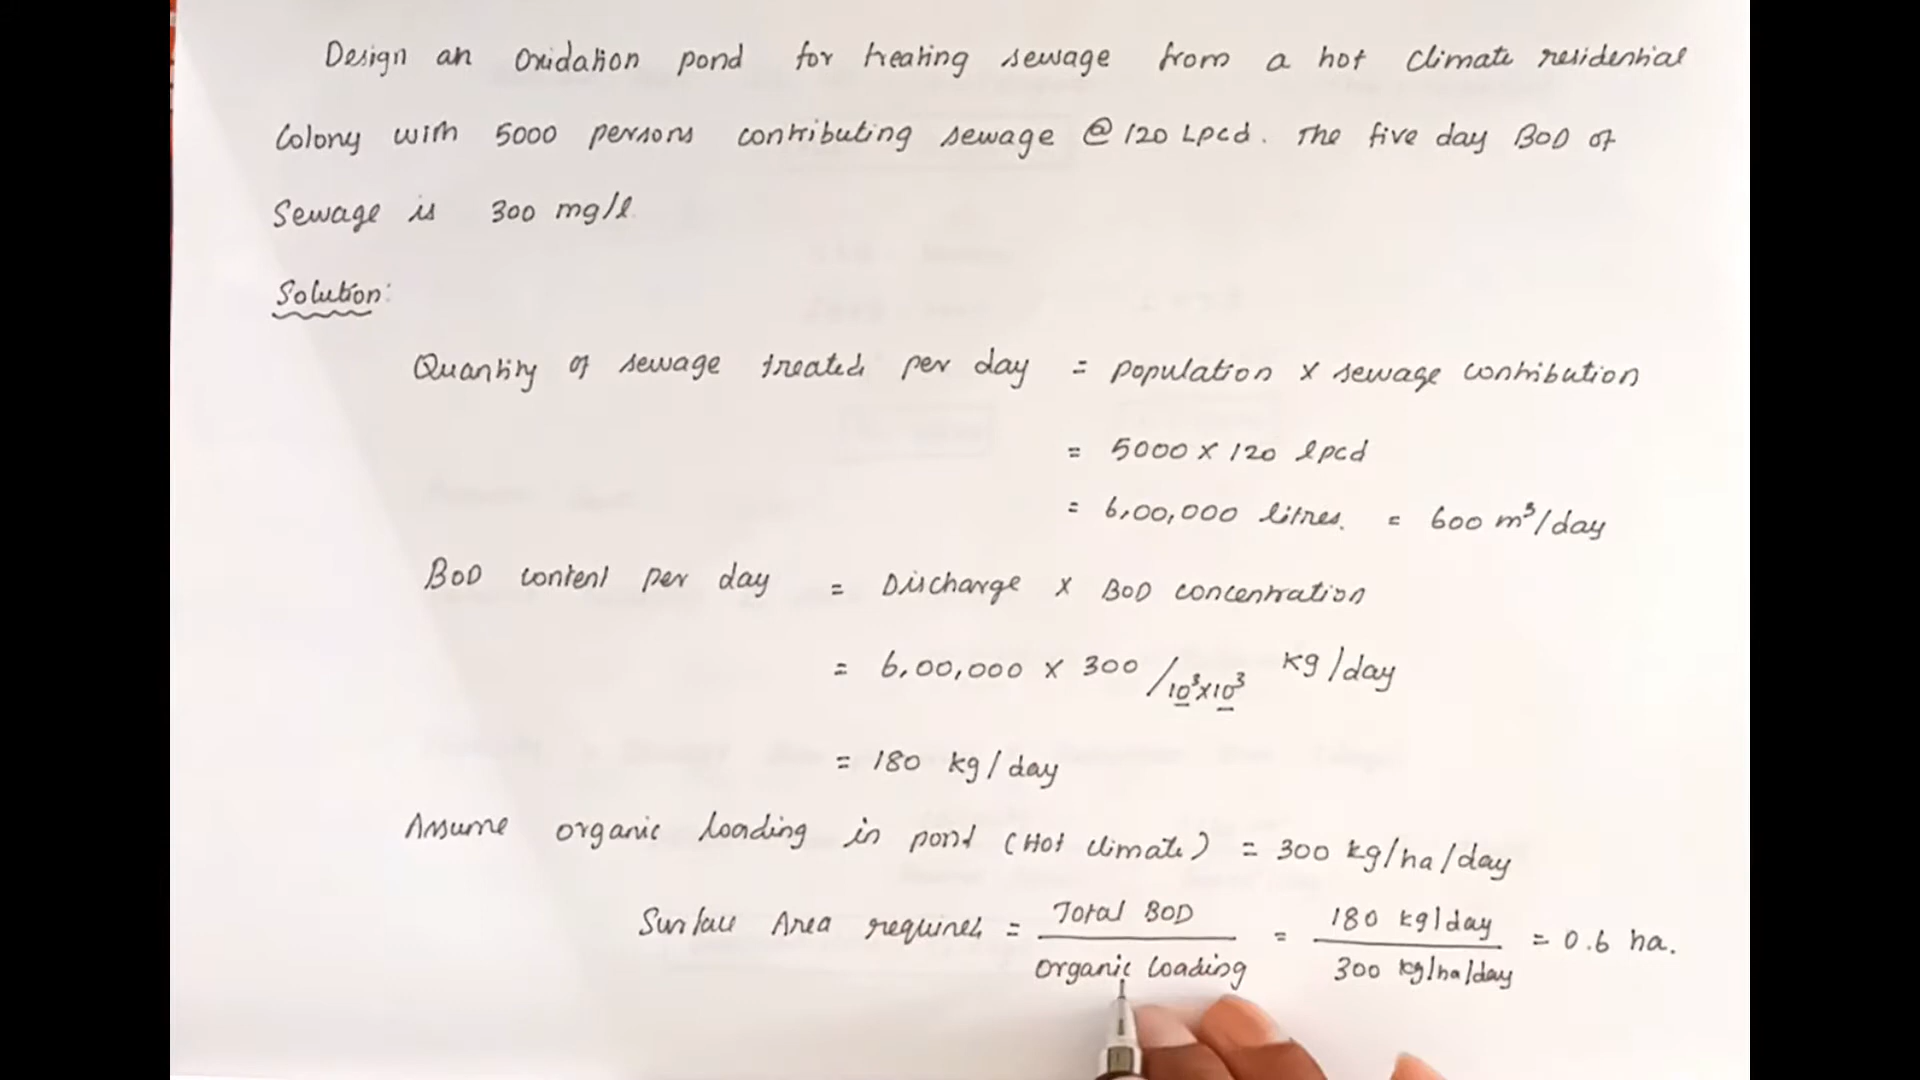 Design an Oxidation pond for treating sewage from a hot climate residential
Colony with 5000 persons contributing sewage @ 120 Lpcd. The five day BOD of
Sewage is 300 mg/l
Solution:
Quantity of sewage treated per day = population x sewage contribution
= 5000 x 120 lpcd
= 6,00,000 litres. = 600 m³/day
BOD content per day = Discharge x BOD concentration
= 6,00,000 x 300 / 10³x10³ kg/day
= 180 kg/day
Assume organic loading in pond (Hot climate) = 300 kg/ha/day
Surface Area required = Total BOD / Organic Loading = 180 kg/day / 300 kg/ha/day = 0.6 ha.